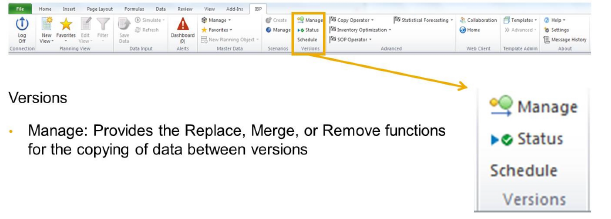 File Home Insert Page Layout Formulas Data Review View Add-Ins IBP
Log Off
New View Favorites Edit View Filter
Save Data Simulate Refresh
Dashboard (0)
Manage
Favorites
New Planning Object
Create
Manage
Manage
Status
Schedule
Copy Operator
Inventory Optimization
SOP Operator
Statistical Forecasting
Collaboration
Home
Templates
Advanced
Help
Settings
Message History
Connection Planning View Data Input Alerts Master Data Scenarios Versions Advanced Web Client Template Admin About
Versions
• Manage: Provides the Replace, Merge, or Remove functions
for the copying of data between versions
Manage
Status
Schedule
Versions